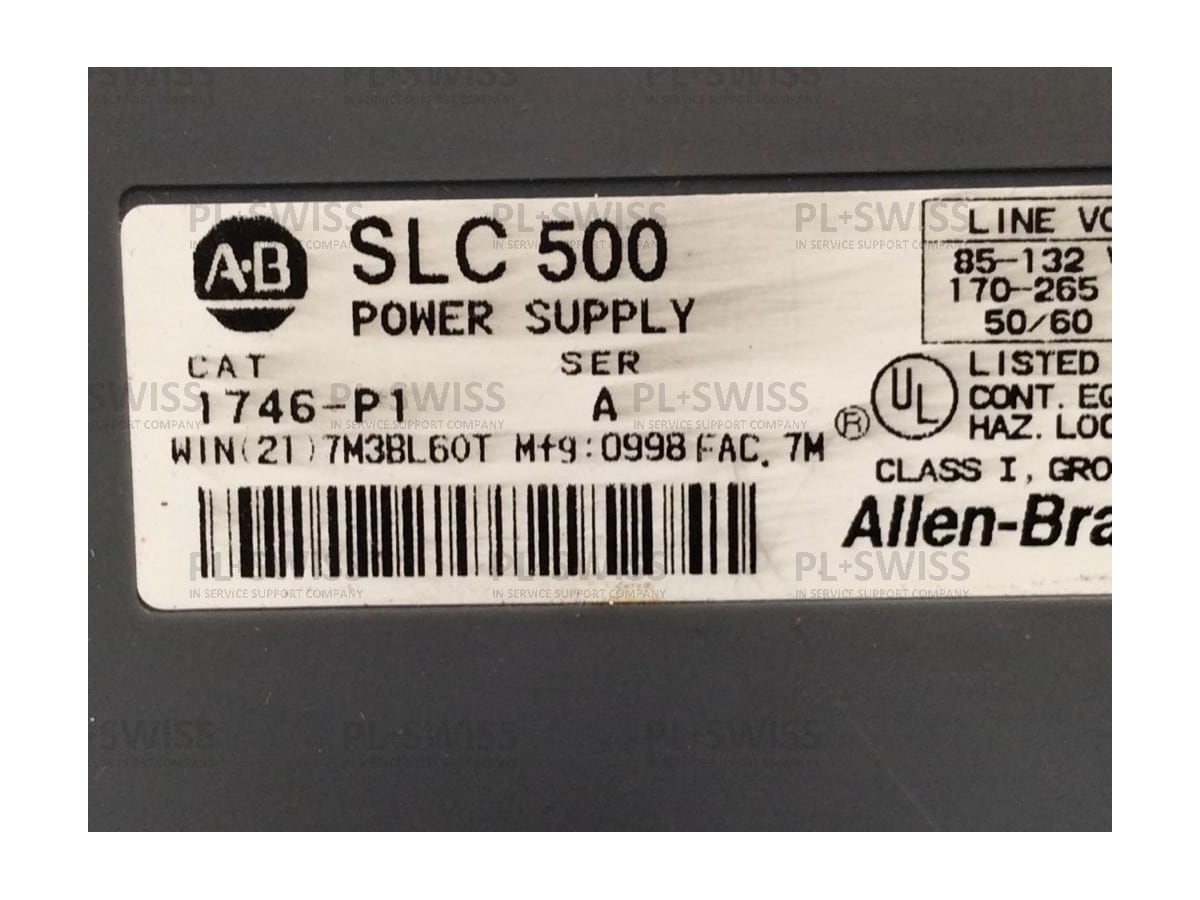 A·B
SLC 500
POWER SUPPLY
CAT SER
1746-P1 A
WIN(21)7M3BL60T Mfg:0998 FAC. 7M
LINE VO
85-132 V
170-265
50/60
UL ®
LISTED
CONT. EQ
HAZ. LOC
CLASS I, GRO
Allen-Bra
PL+SWISS
IN SERVICE SUPPORT COMPANY